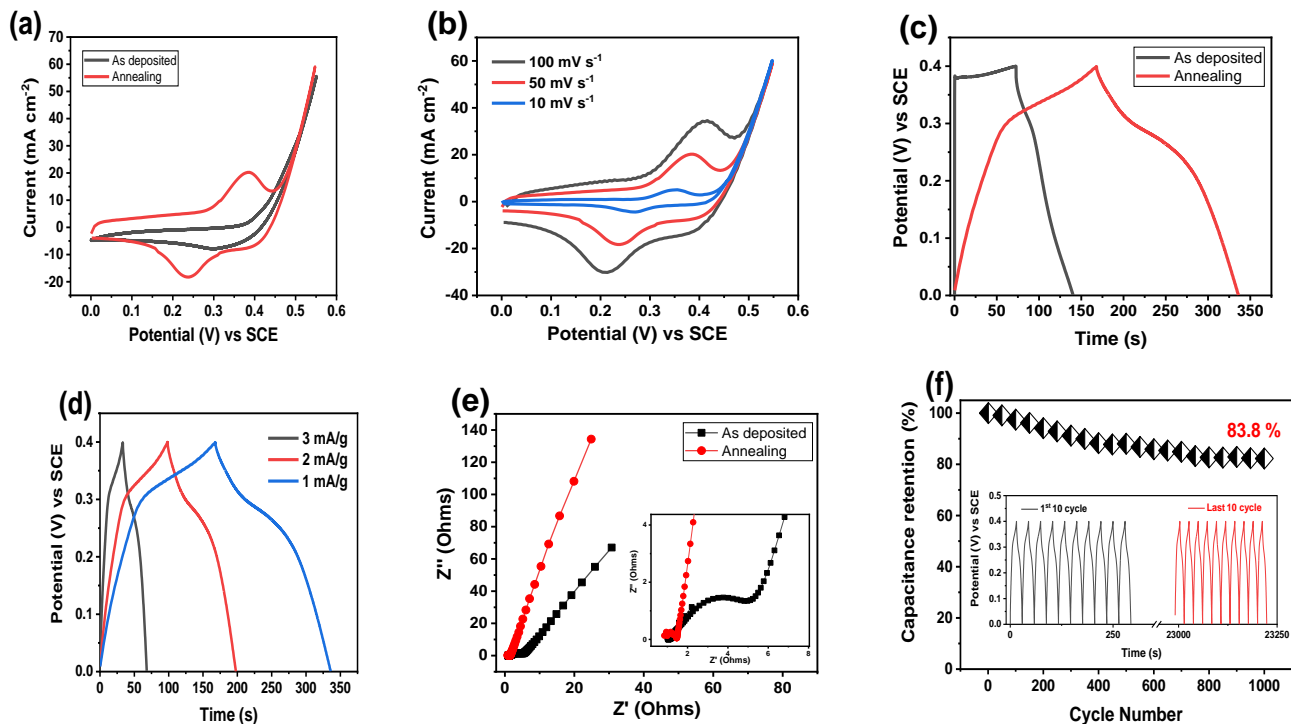 (a)
As deposited
Annealing
70
60
50
40
30
20
10
0
-10
-20
Current (mA cm⁻²)
0.0 0.1 0.2 0.3 0.4 0.5 0.6
Potential (V) vs SCE
(b)
100 mV s⁻¹
50 mV s⁻¹
10 mV s⁻¹
60
40
20
0
-20
-40
Current (mA cm⁻²)
0.0 0.1 0.2 0.3 0.4 0.5 0.6
Potential (V) vs SCE
(c)
As deposited
Annealing
0.5
0.4
0.3
0.2
0.1
0.0
Potential (V) vs SCE
0 50 100 150 200 250 300 350
Time (s)
(d)
3 mA/g
2 mA/g
1 mA/g
0.4
0.3
0.2
0.1
0.0
Potential (V) vs SCE
0 50 100 150 200 250 300 350
Time (s)
(e)
As deposited
Annealing
140
120
100
80
60
40
20
0
Z'' (Ohms)
0 20 40 60 80
Z' (Ohms)
4
2
0
Z'' (Ohms)
0 2 4 6 8
Z' (Ohms)
(f)
83.8 %
100
80
60
40
20
0
Capacitance retention (%)
0 200 400 600 800 1000
Cycle Number
1ˢᵗ 10 cycle
Last 10 cycle
0.5
0.4
0.3
0.2
0.1
0.0
Potential (V) vs SCE
0 250 23000 23250
Time (s)